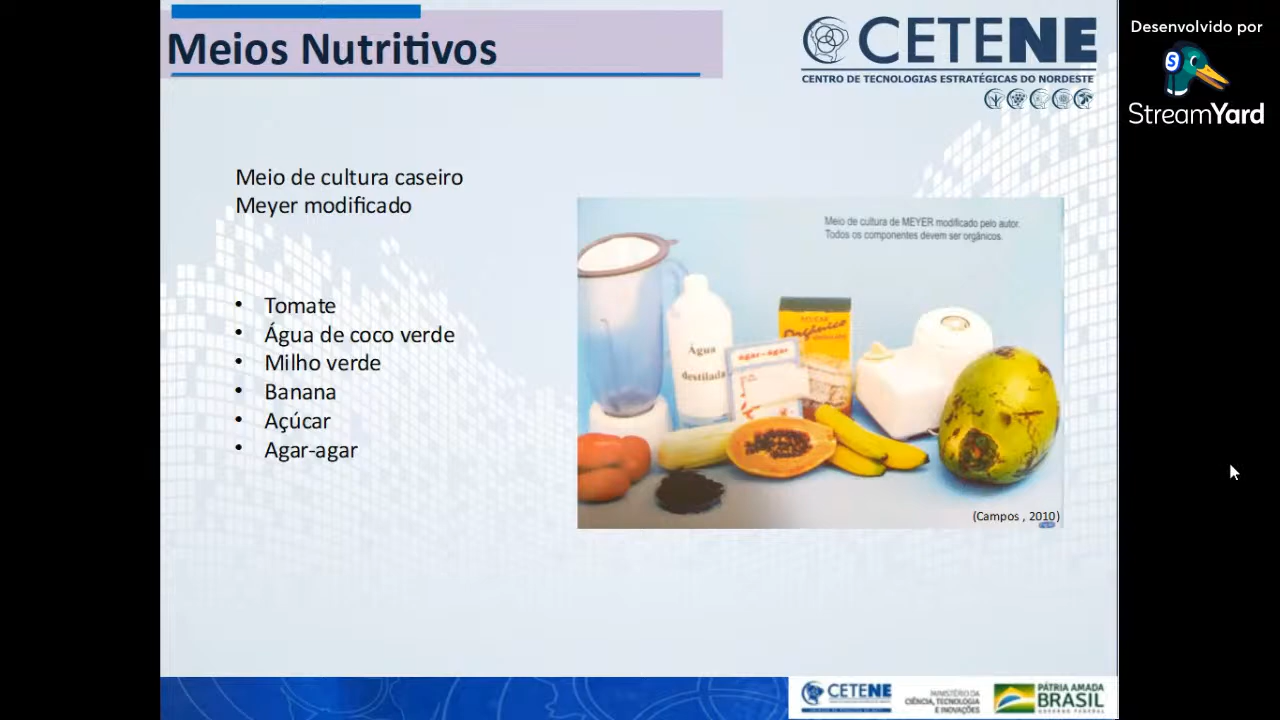 Meios Nutritivos
CETENE
CENTRO DE TECNOLOGIAS ESTRATÉGICAS DO NORDESTE
Desenvolvido por
S
StreamYard
Meio de cultura caseiro
Meyer modificado
• Tomate
• Água de coco verde
• Milho verde
• Banana
• Açúcar
• Agar-agar
Meio de cultura de MEYER modificado pelo autor.
Todos os componentes devem ser orgânicos.
Água
destilada
agar-agar
Orgânico
(Campos , 2010)
CETENE
MINISTÉRIO DA
CIÊNCIA, TECNOLOGIA
E INOVAÇÕES
PÁTRIA AMADA
BRASIL
GOVERNO FEDERAL